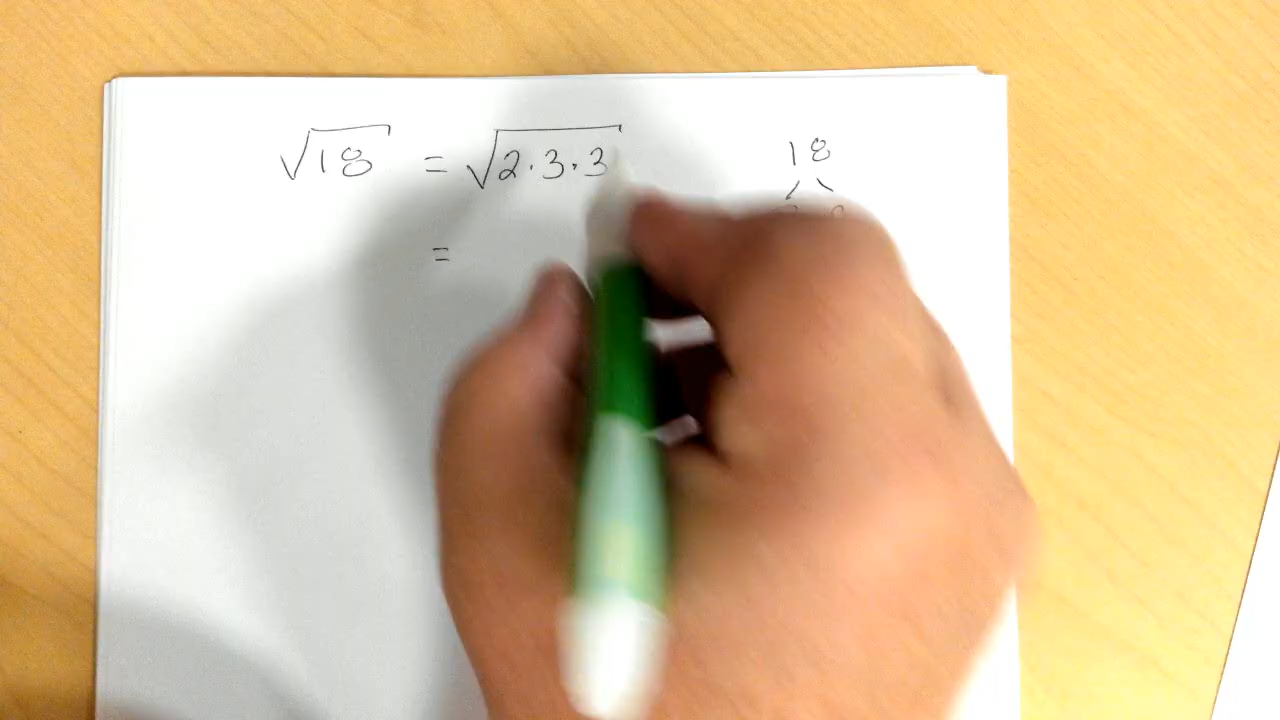 √18 = √2·3·3
18
=